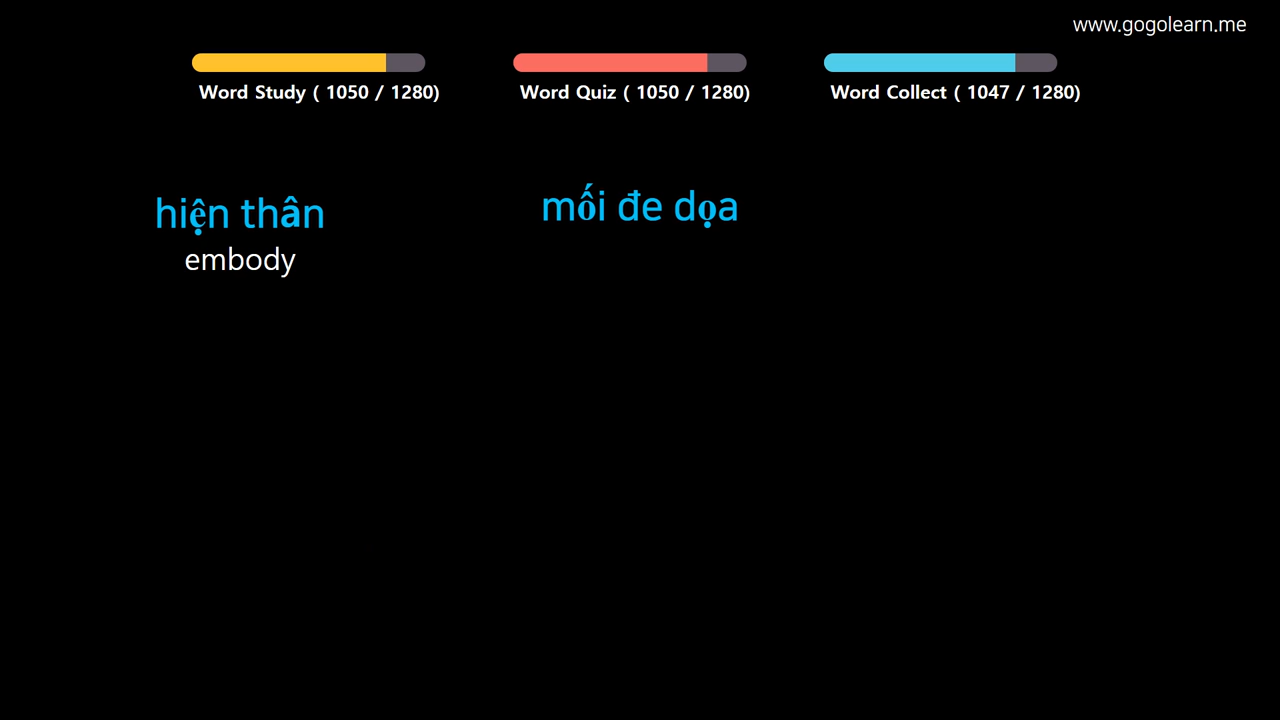 www.gogolearn.me
Word Study ( 1050 / 1280)
Word Quiz ( 1050 / 1280)
Word Collect ( 1047 / 1280)
hiện thân
embody
mối đe dọa